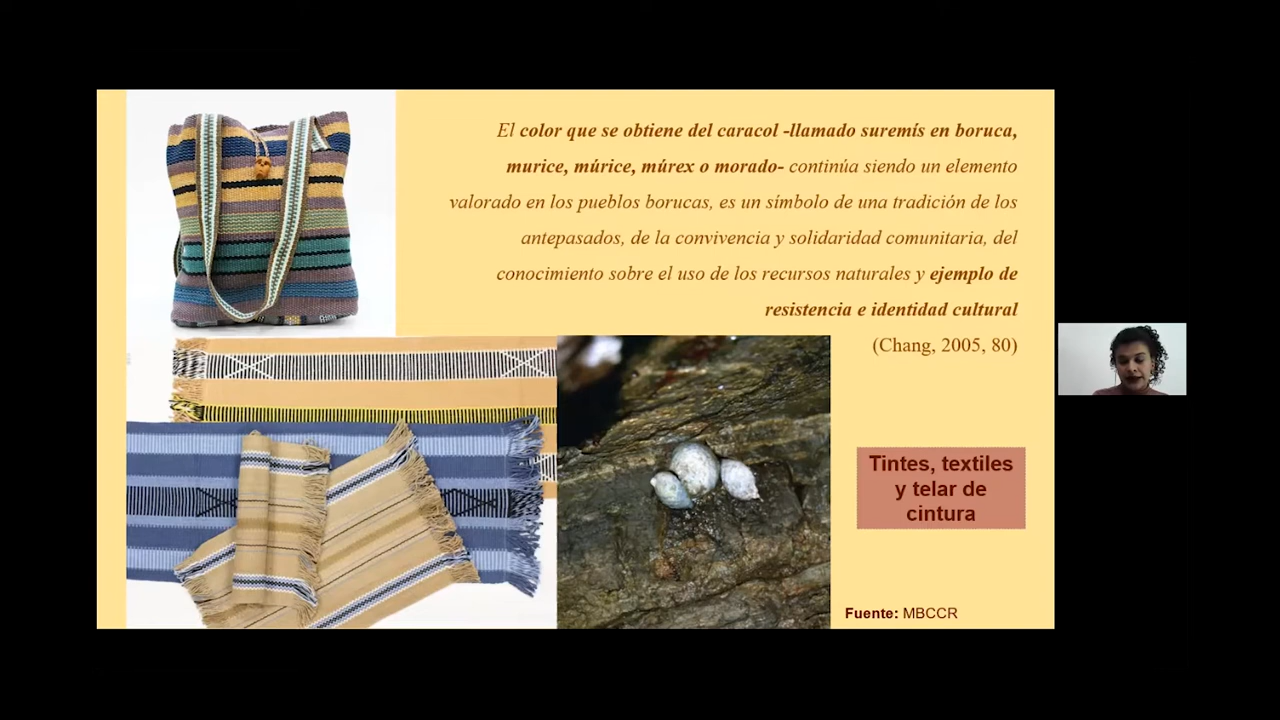 El color que se obtiene del caracol -llamado suremís en boruca,
murice, múrice, múrex o morado- continúa siendo un elemento
valorado en los pueblos borucas, es un símbolo de una tradición de los
antepasados, de la convivencia y solidaridad comunitaria, del
conocimiento sobre el uso de los recursos naturales y ejemplo de
resistencia e identidad cultural
(Chang, 2005, 80)
Tintes, textiles
y telar de
cintura
Fuente: MBCCR